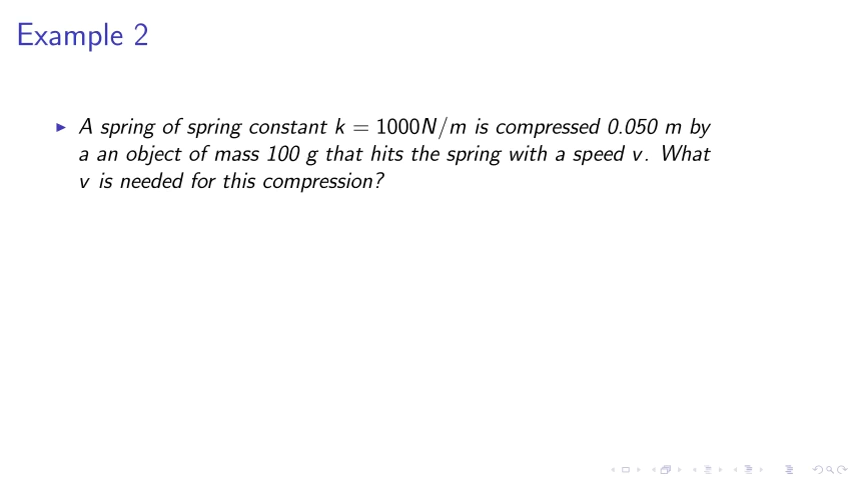 Example 2
A spring of spring constant k = 1000N/m is compressed 0.050 m by
a an object of mass 100 g that hits the spring with a speed v. What
v is needed for this compression?